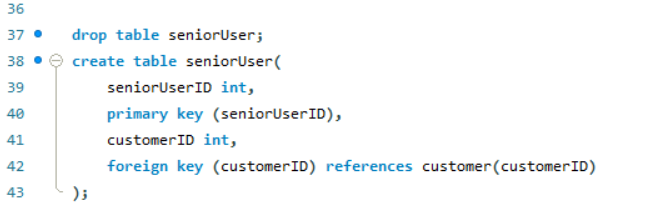 36
37 drop table seniorUser;
38 create table seniorUser(
39 seniorUserID int,
40 primary key (seniorUserID),
41 customerID int,
42 foreign key (customerID) references customer(customerID)
43 );